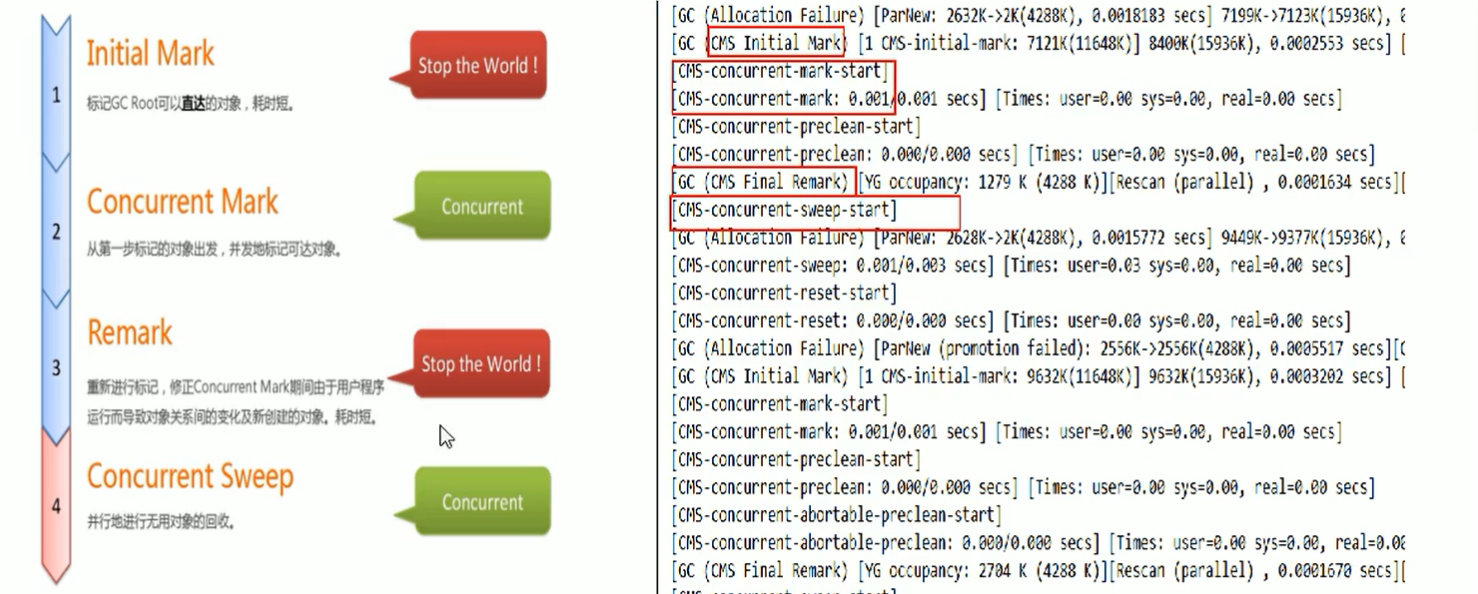 1
Initial Mark
标记GC Root可以直达的对象，耗时短。
Stop the World !
2
Concurrent Mark
从第一步标记的对象出发，并发地标记可达对象。
Concurrent
3
Remark
重新进行标记，修正Concurrent Mark期间由于用户程序
运行而导致对象关系间的变化及新创建的对象。耗时短。
Stop the World !
4
Concurrent Sweep
并行地进行无用对象的回收。
Concurrent
[GC (Allocation Failure) [ParNew: 2632K->2K(4288K), 0.0018183 secs] 7199K->7123K(15936K),
[GC (CMS Initial Mark) [1 CMS-initial-mark: 7121K(11648K)] 8400K(15936K), 0.0002553 secs] [
[CMS-concurrent-mark-start]
[CMS-concurrent-mark: 0.001/0.001 secs] [Times: user=0.00 sys=0.00, real=0.00 secs]
[CMS-concurrent-preclean-start]
[CMS-concurrent-preclean: 0.000/0.000 secs] [Times: user=0.00 sys=0.00, real=0.00 secs]
[GC (CMS Final Remark) [YG occupancy: 1279 K (4288 K)][Rescan (parallel) , 0.0001634 secs][
[CMS-concurrent-sweep-start]
[GC (Allocation Failure) [ParNew: 2628K->2K(4288K), 0.0015772 secs] 9449K->9377K(15936K),
[CMS-concurrent-sweep: 0.001/0.003 secs] [Times: user=0.03 sys=0.00, real=0.00 secs]
[CMS-concurrent-reset-start]
[CMS-concurrent-reset: 0.000/0.000 secs] [Times: user=0.00 sys=0.00, real=0.00 secs]
[GC (Allocation Failure) [ParNew (promotion failed): 2556K->2556K(4288K), 0.0005517 secs][
[GC (CMS Initial Mark) [1 CMS-initial-mark: 9632K(11648K)] 9632K(15936K), 0.0003202 secs] [
[CMS-concurrent-mark-start]
[CMS-concurrent-mark: 0.001/0.001 secs] [Times: user=0.00 sys=0.00, real=0.00 secs]
[CMS-concurrent-preclean-start]
[CMS-concurrent-preclean: 0.000/0.000 secs] [Times: user=0.00 sys=0.00, real=0.00 secs]
[CMS-concurrent-abortable-preclean-start]
[CMS-concurrent-abortable-preclean: 0.000/0.000 secs] [Times: user=0.00 sys=0.00, real=0.00
[GC (CMS Final Remark) [YG occupancy: 2704 K (4288 K)][Rescan (parallel) , 0.0001670 secs][